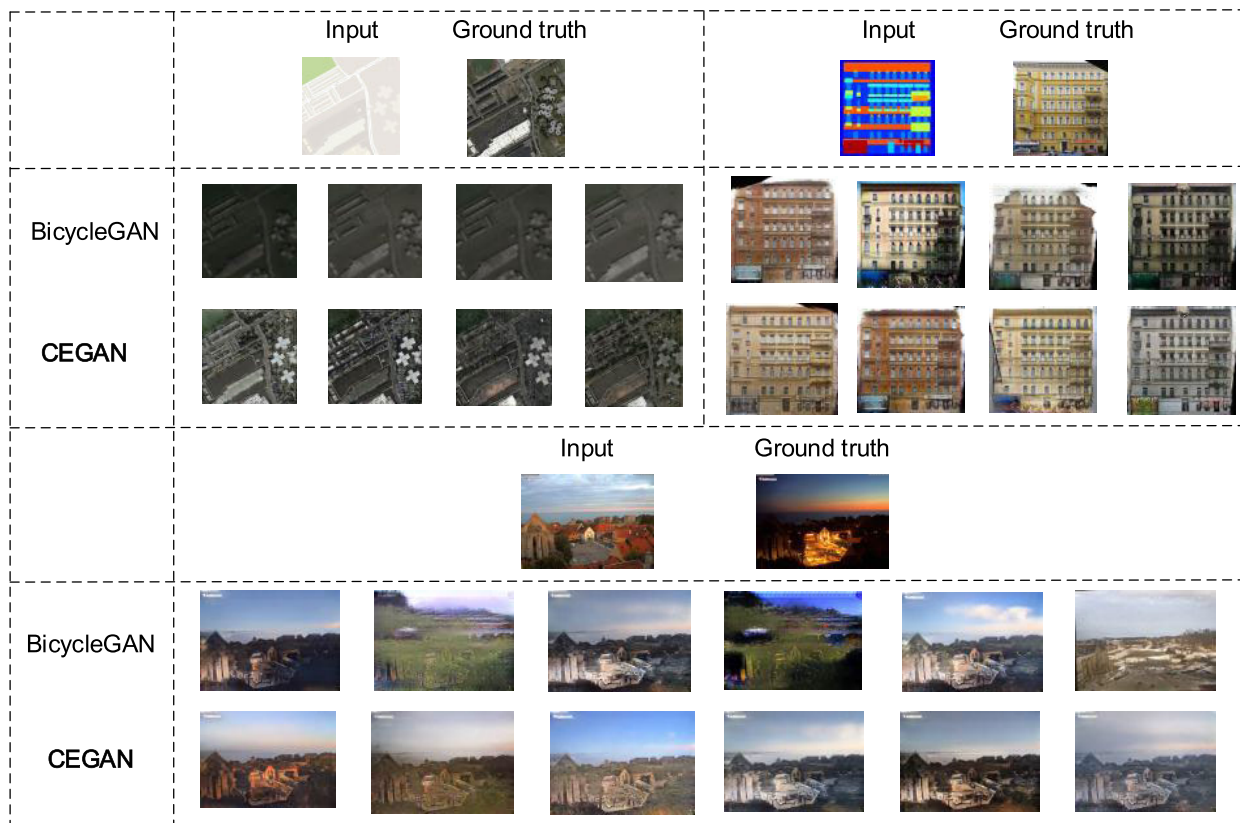 Input Ground truth Input Ground truth
BicycleGAN
CEGAN
Input Ground truth
BicycleGAN
CEGAN